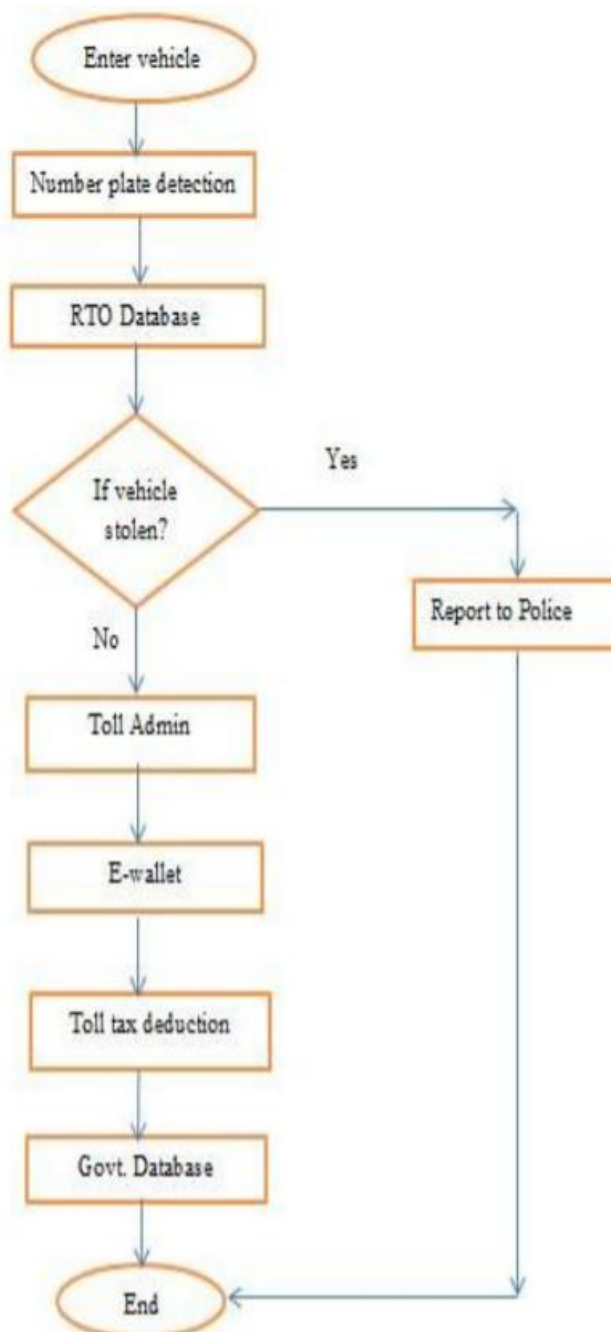 Enter vehicle
Number plate detection
RTO Database
If vehicle
stolen?
Yes
Report to Police
No
Toll Admin
E-wallet
Toll tax deduction
Govt. Database
End